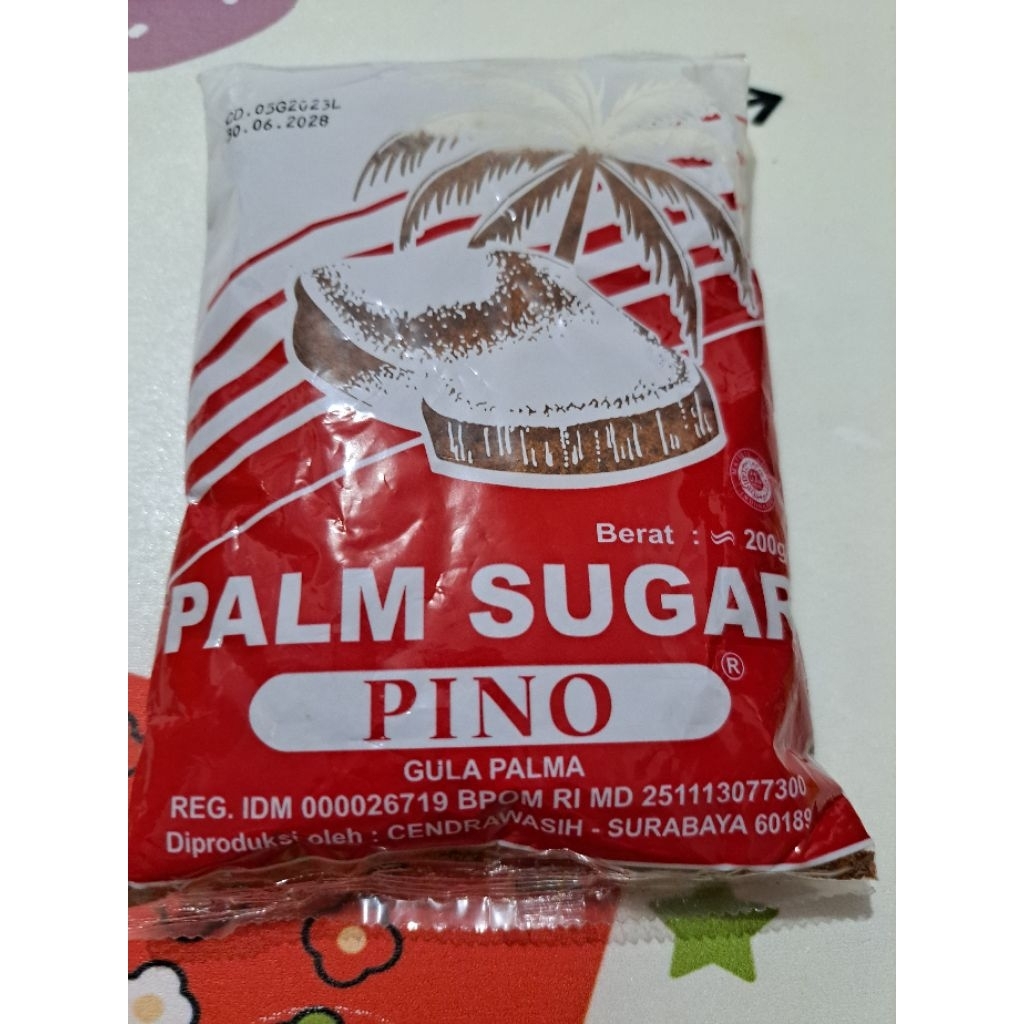 CD.05G2023L
30.06.2028
Berat : ≈ 200g
PALM SUGAR
®
PINO
GULA PALMA
REG. IDM 000026719 BPOM RI MD 251113077300
Diproduksi oleh : CENDRAWASIH - SURABAYA 60189